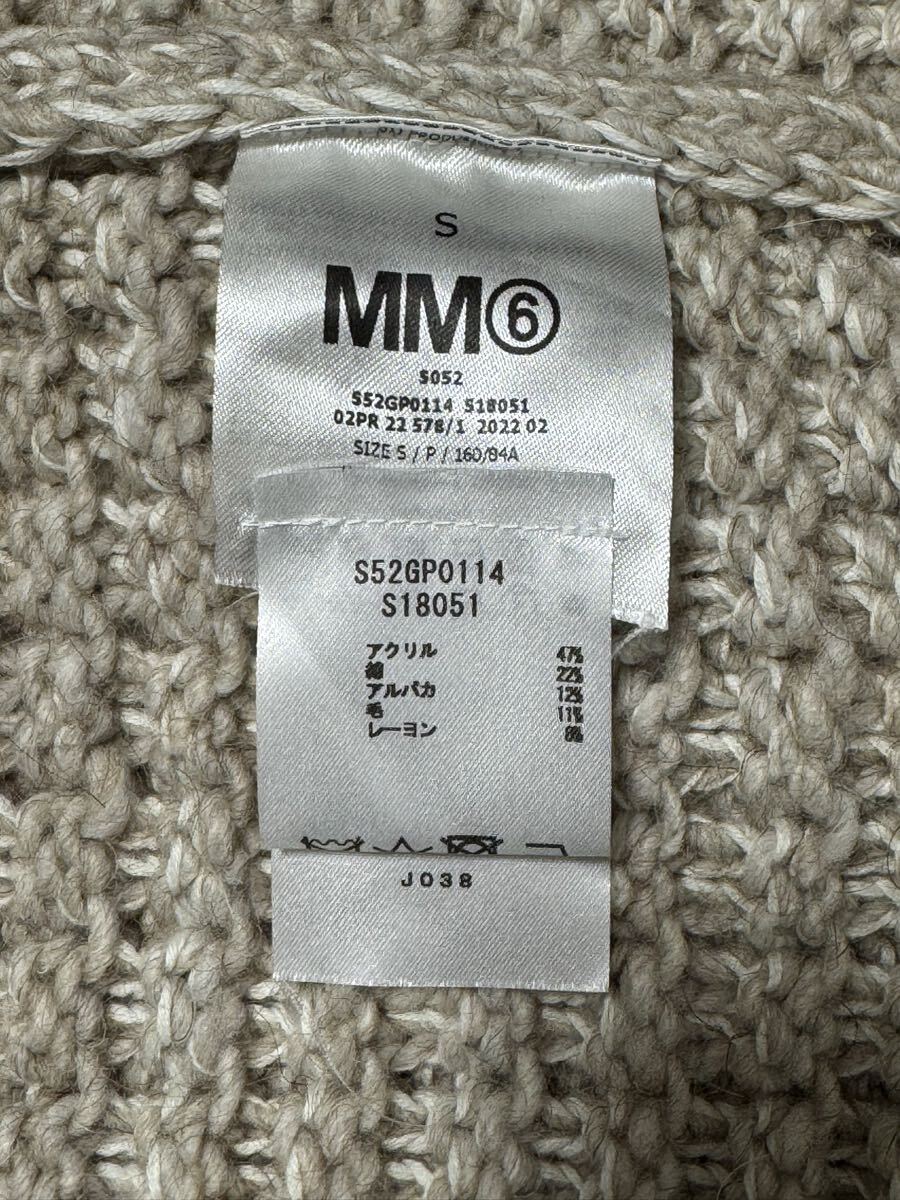 S
MM⑥
S052
S52GP0114 S18051
02PR 22 578/1 2022 02
SIZE S / P / 160/84A
S52GP0114
S18051
アクリル 47%
綿 22%
アルパカ 12%
毛 11%
レーヨン 8%
J038